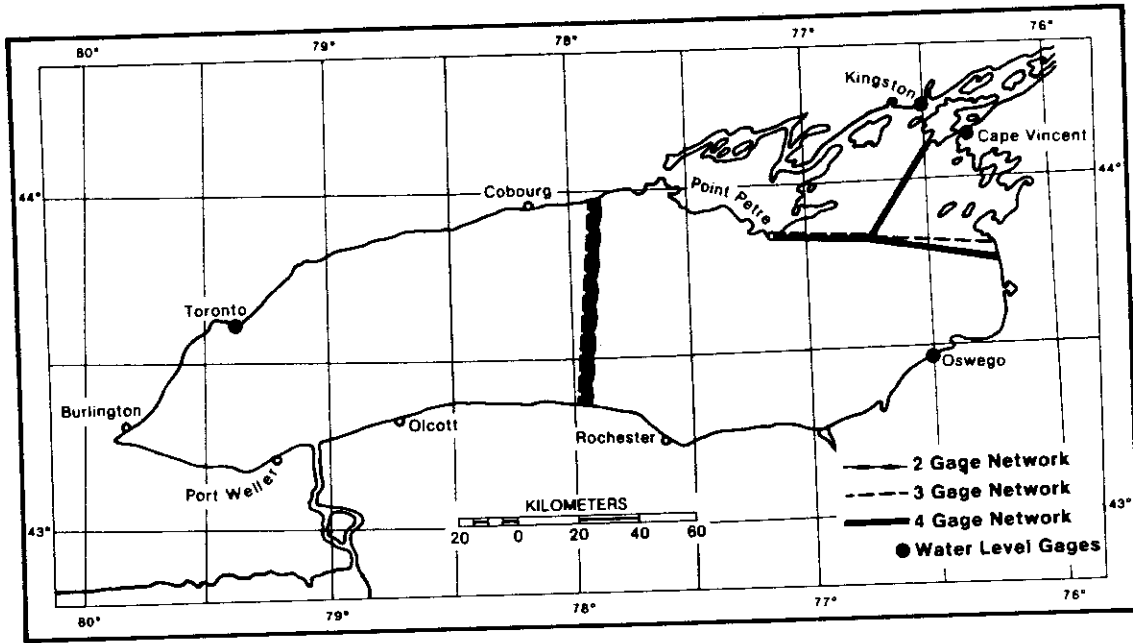 80° 79° 78° 77° 76°
Kingston
Cape Vincent
44° 44°
Cobourg
Point Petre
Toronto
Oswego
Burlington
Olcott
Rochester
Port Weller
2 Gage Network
3 Gage Network
4 Gage Network
Water Level Gages
KILOMETERS
20 0 20 40 60
43° 43°
80° 79° 78° 77° 76°